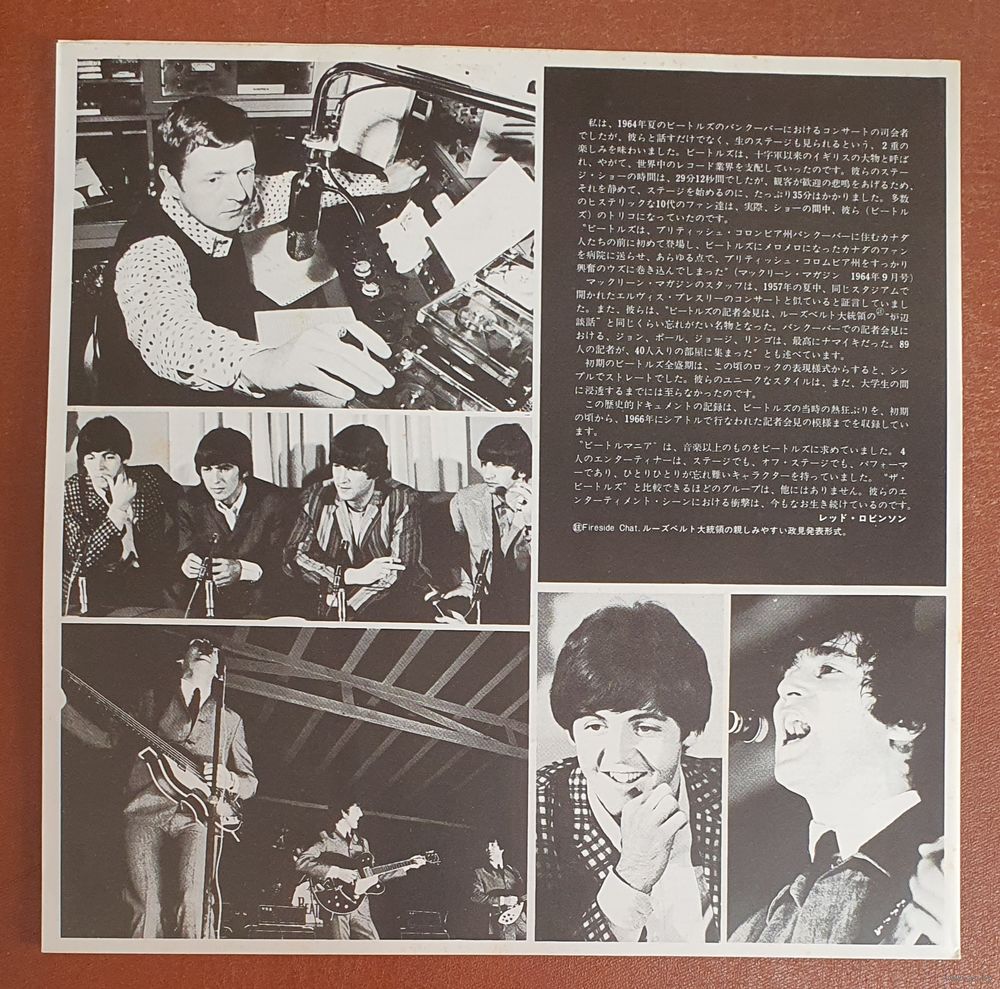 私は、1964年夏のビートルズのバンクーバーにおけるコンサートの司会者
でしたが、彼らと話すだけでなく、生のステージも見られるという、2重の
楽しみを味わいました。ビートルズは、十字軍以来のイギリスの大物と呼ば
れ、やがて、世界中のレコード業界を支配していったのです。彼らのステー
ジ・ショーの時間は、29分12秒間でしたが、観客が歓迎の悲鳴をあげるため、
それを静めて、ステージを始めるのに、たっぷり35分はかかりました。多数
のヒステリックな10代のファン達は、実際、ショーの間中、彼ら（ビートル
ズ）のトリコになっていたのです。
“ビートルズは、ブリティッシュ・コロンビア州バンクーバーに住むカナダ
人たちの前に初めて登場し、ビートルズにメロメロになったカナダのファン
を病院に送らせ、あらゆる点で、ブリティッシュ・コロムビア州をすっかり
興奮のウズに巻き込んでしまった”（マックリーン・マガジン 1964年9月号）
マックリーン・マガジンのスタッフは、1957年の夏中、同じスタジアムで
開かれたエルヴィス・プレスリーのコンサートと似ていると証言していまし
た。また、彼らは、“ビートルズの記者会見は、ルーズベルト大統領の㊟“炉辺
談話”と同じくらい忘れがたい名物となった。バンクーバーでの記者会見に
おける、ジョン、ポール、ジョージ、リンゴは、最高にナマイキだった。89
人の記者が、40人入りの部屋に集まった”とも述べています。
初期のビートルズ全盛期は、この頃のロックの表現様式からすると、シン
プルでストレートでした。彼らのユニークなスタイルは、まだ、大学生の間
に浸透するまでには至らなかったのです。
この歴史的ドキュメントの記録は、ビートルズの当時の熱狂ぶりを、初期
の頃から、1966年にシアトルで行なわれた記者会見の模様までを収録してい
ます。
“ビートルマニア”は、音楽以上のものをビートルズに求めていました。4
人のエンターティナーは、ステージでも、オフ・ステージでも、パフォーマ
ーであり、ひとりひとりが忘れ難いキャラクターを持っていました。“ザ・
ビートルズ”と比較できるほどのグループは、他にはありません。彼らのエ
ンターティメント・シーンにおける衝撃は、今もなお生き続けているのです。
レッド・ロビンソン
㊟Fireside Chat. ルーズベルト大統領の親しみやすい政見発表形式。